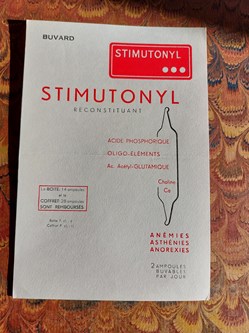 BUVARD
STIMUTONYL
STIMUTONYL
RECONSTITUANT
ACIDE PHOSPHORIQUE
OLIGO-ÉLÉMENTS
Ac. Acétyl-GLUTAMIQUE
Choline
Ca
La BOITE: 14 ampoules
et le
COFFRET: 28 ampoules
SONT REMBOURSÉS
ANÉMIES
ASTHÉNIES
ANOREXIES
2 AMPOULES
BUVABLES
PAR JOUR